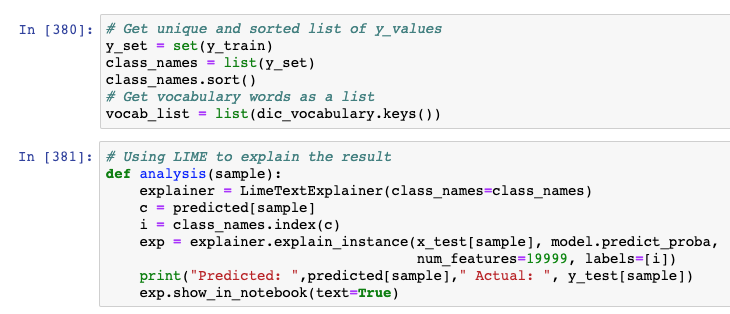 In [380]: # Get unique and sorted list of y_values
y_set = set(y_train)
class_names = list(y_set)
class_names.sort()
# Get vocabulary words as a list
vocab_list = list(dic_vocabulary.keys())
In [381]: # Using LIME to explain the result
def analysis(sample):
    explainer = LimeTextExplainer(class_names=class_names)
    c = predicted[sample]
    i = class_names.index(c)
    exp = explainer.explain_instance(x_test[sample], model.predict_proba,
                                     num_features=19999, labels=[i])
    print("Predicted: ",predicted[sample]," Actual: ", y_test[sample])
    exp.show_in_notebook(text=True)